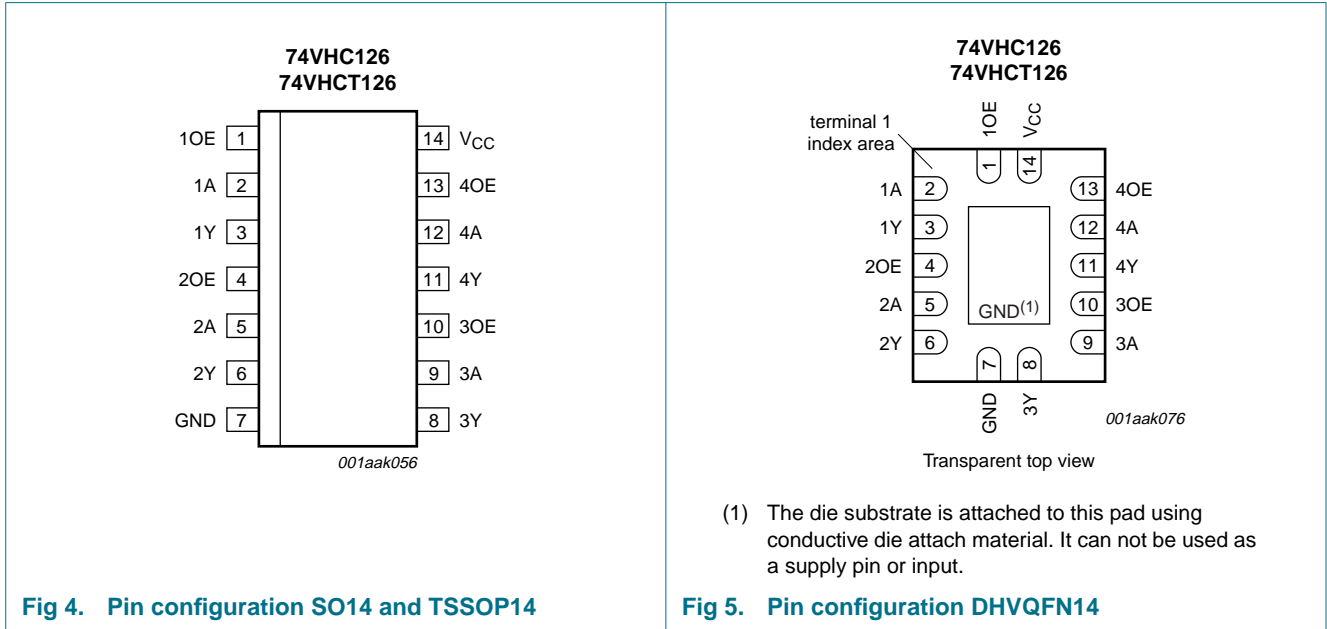 74VHC126
74VHCT126
1OE 1
1A 2
1Y 3
2OE 4
2A 5
2Y 6
GND 7
14 VCC
13 4OE
12 4A
11 4Y
10 3OE
9 3A
8 3Y
001aak056
Fig 4. Pin configuration SO14 and TSSOP14
74VHC126
74VHCT126
terminal 1
index area
1OE
VCC
1
14
1A 2
1Y 3
2OE 4
2A 5
2Y 6
13 4OE
12 4A
11 4Y
10 3OE
9 3A
GND(1)
7
8
GND
3Y
001aak076
Transparent top view
(1) The die substrate is attached to this pad using
conductive die attach material. It can not be used as
a supply pin or input.
Fig 5. Pin configuration DHVQFN14